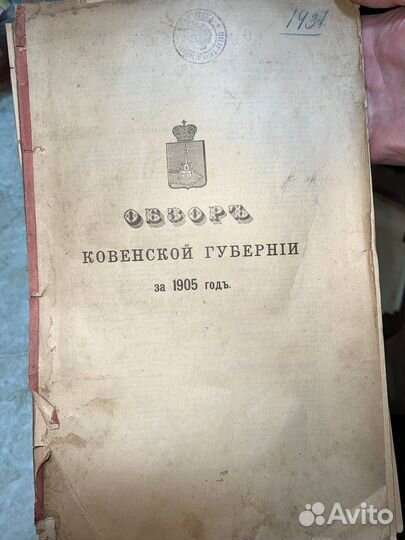 1937
ОБЗОРЪ
КОВЕНСКОЙ ГУБЕРНІИ
за 1905 годъ.
Avito